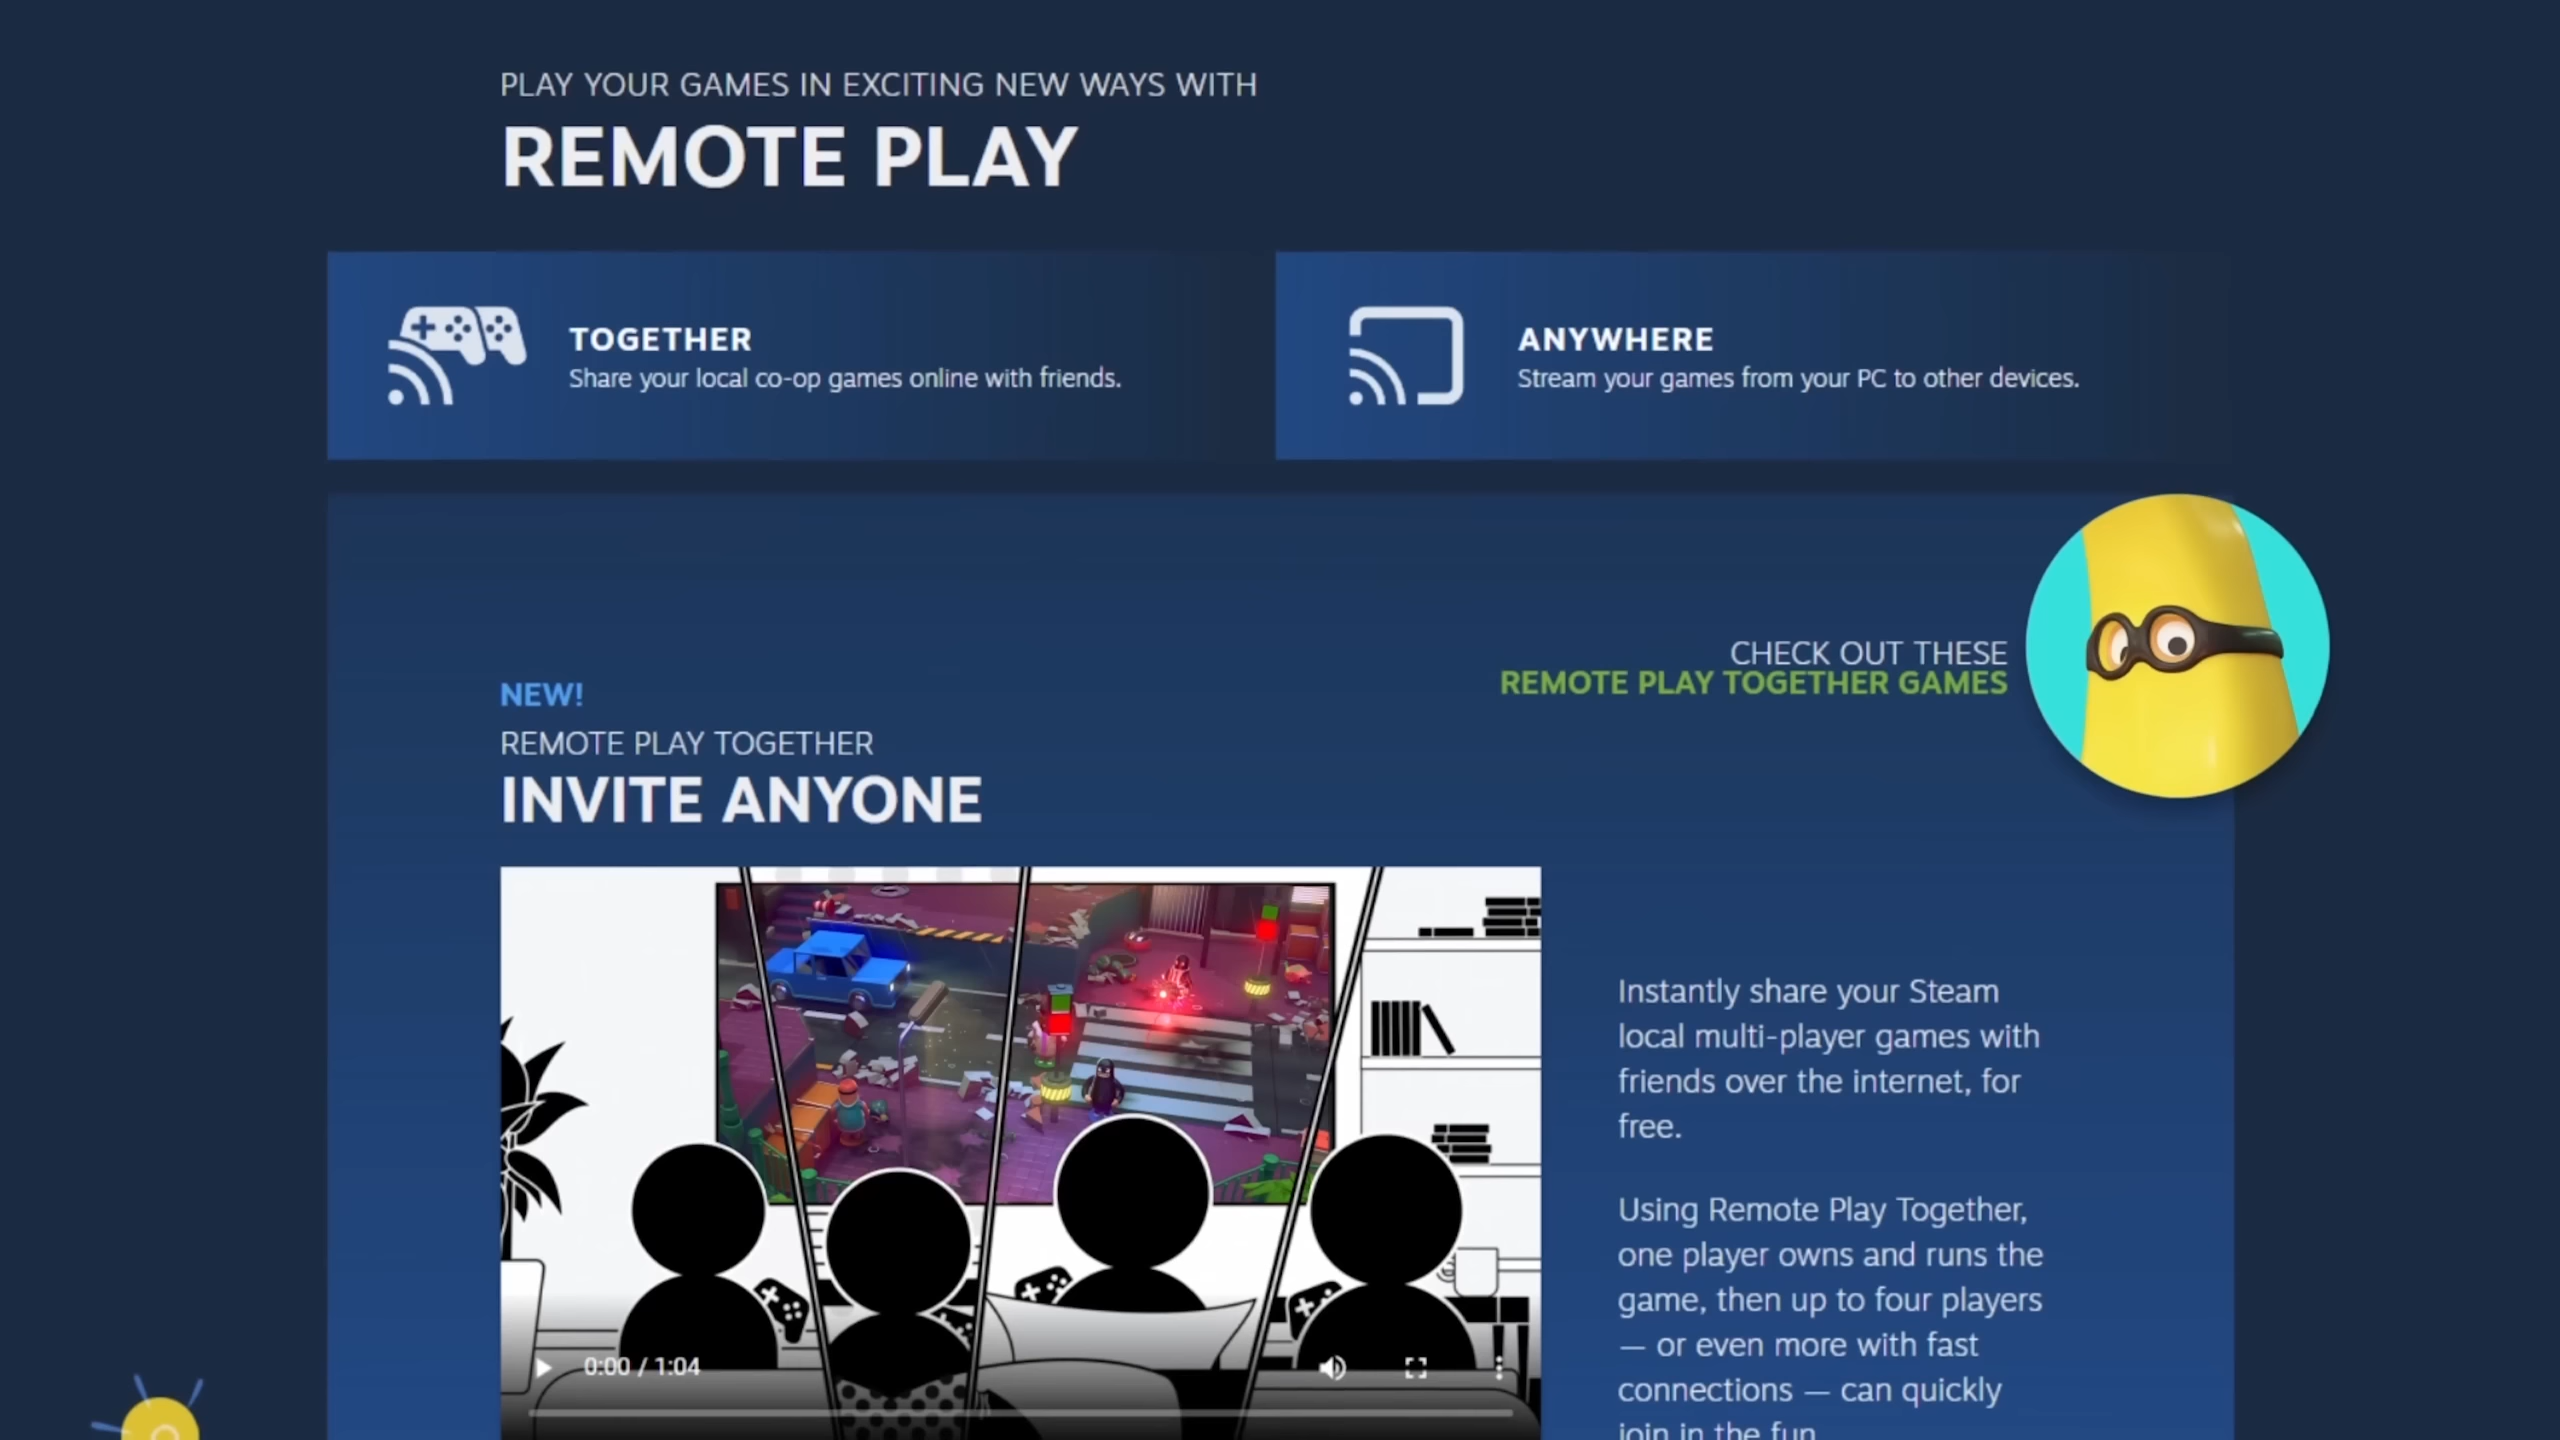 PLAY YOUR GAMES IN EXCITING NEW WAYS WITH
REMOTE PLAY
TOGETHER
Share your local co-op games online with friends.
ANYWHERE
Stream your games from your PC to other devices.
CHECK OUT THESE
REMOTE PLAY TOGETHER GAMES
NEW!
REMOTE PLAY TOGETHER
INVITE ANYONE
0:00 / 1:04
Instantly share your Steam
local multi-player games with
friends over the internet, for
free.
Using Remote Play Together,
one player owns and runs the
game, then up to four players
— or even more with fast
connections — can quickly
join in the fun